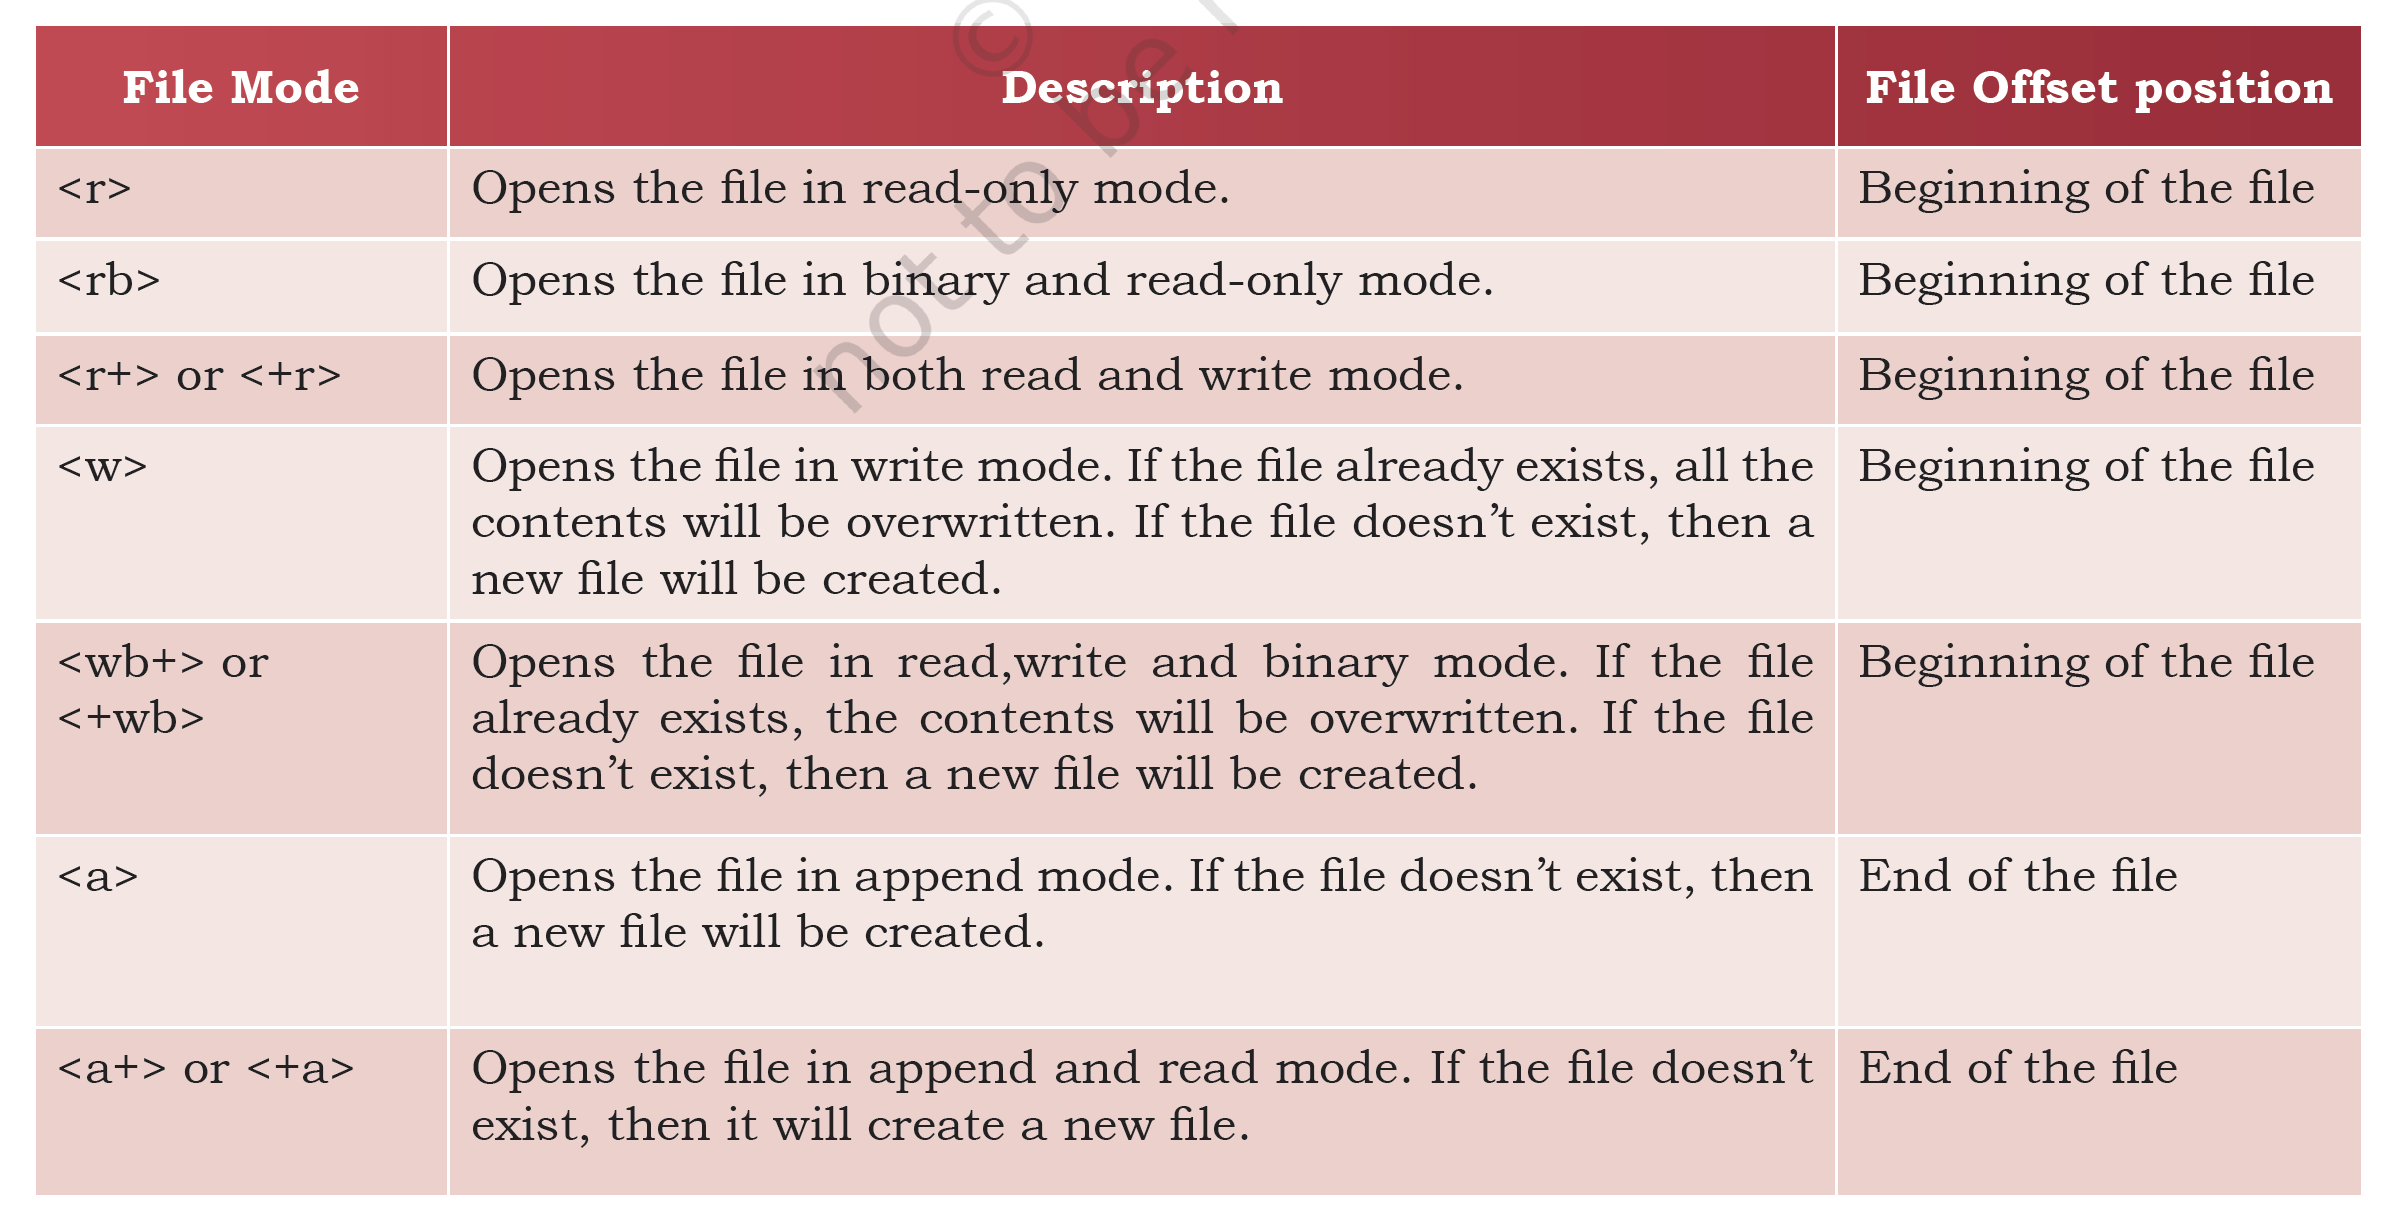 ©
not to be
File Mode Description File Offset position
<r> Opens the file in read-only mode. Beginning of the file
<rb> Opens the file in binary and read-only mode. Beginning of the file
<r+> or <+r> Opens the file in both read and write mode. Beginning of the file
<w> Opens the file in write mode. If the file already exists, all the Beginning of the file
contents will be overwritten. If the file doesn’t exist, then a
new file will be created.
<wb+> or Opens the file in read,write and binary mode. If the file Beginning of the file
<+wb> already exists, the contents will be overwritten. If the file
doesn’t exist, then a new file will be created.
<a> Opens the file in append mode. If the file doesn’t exist, then End of the file
a new file will be created.
<a+> or <+a> Opens the file in append and read mode. If the file doesn’t End of the file
exist, then it will create a new file.